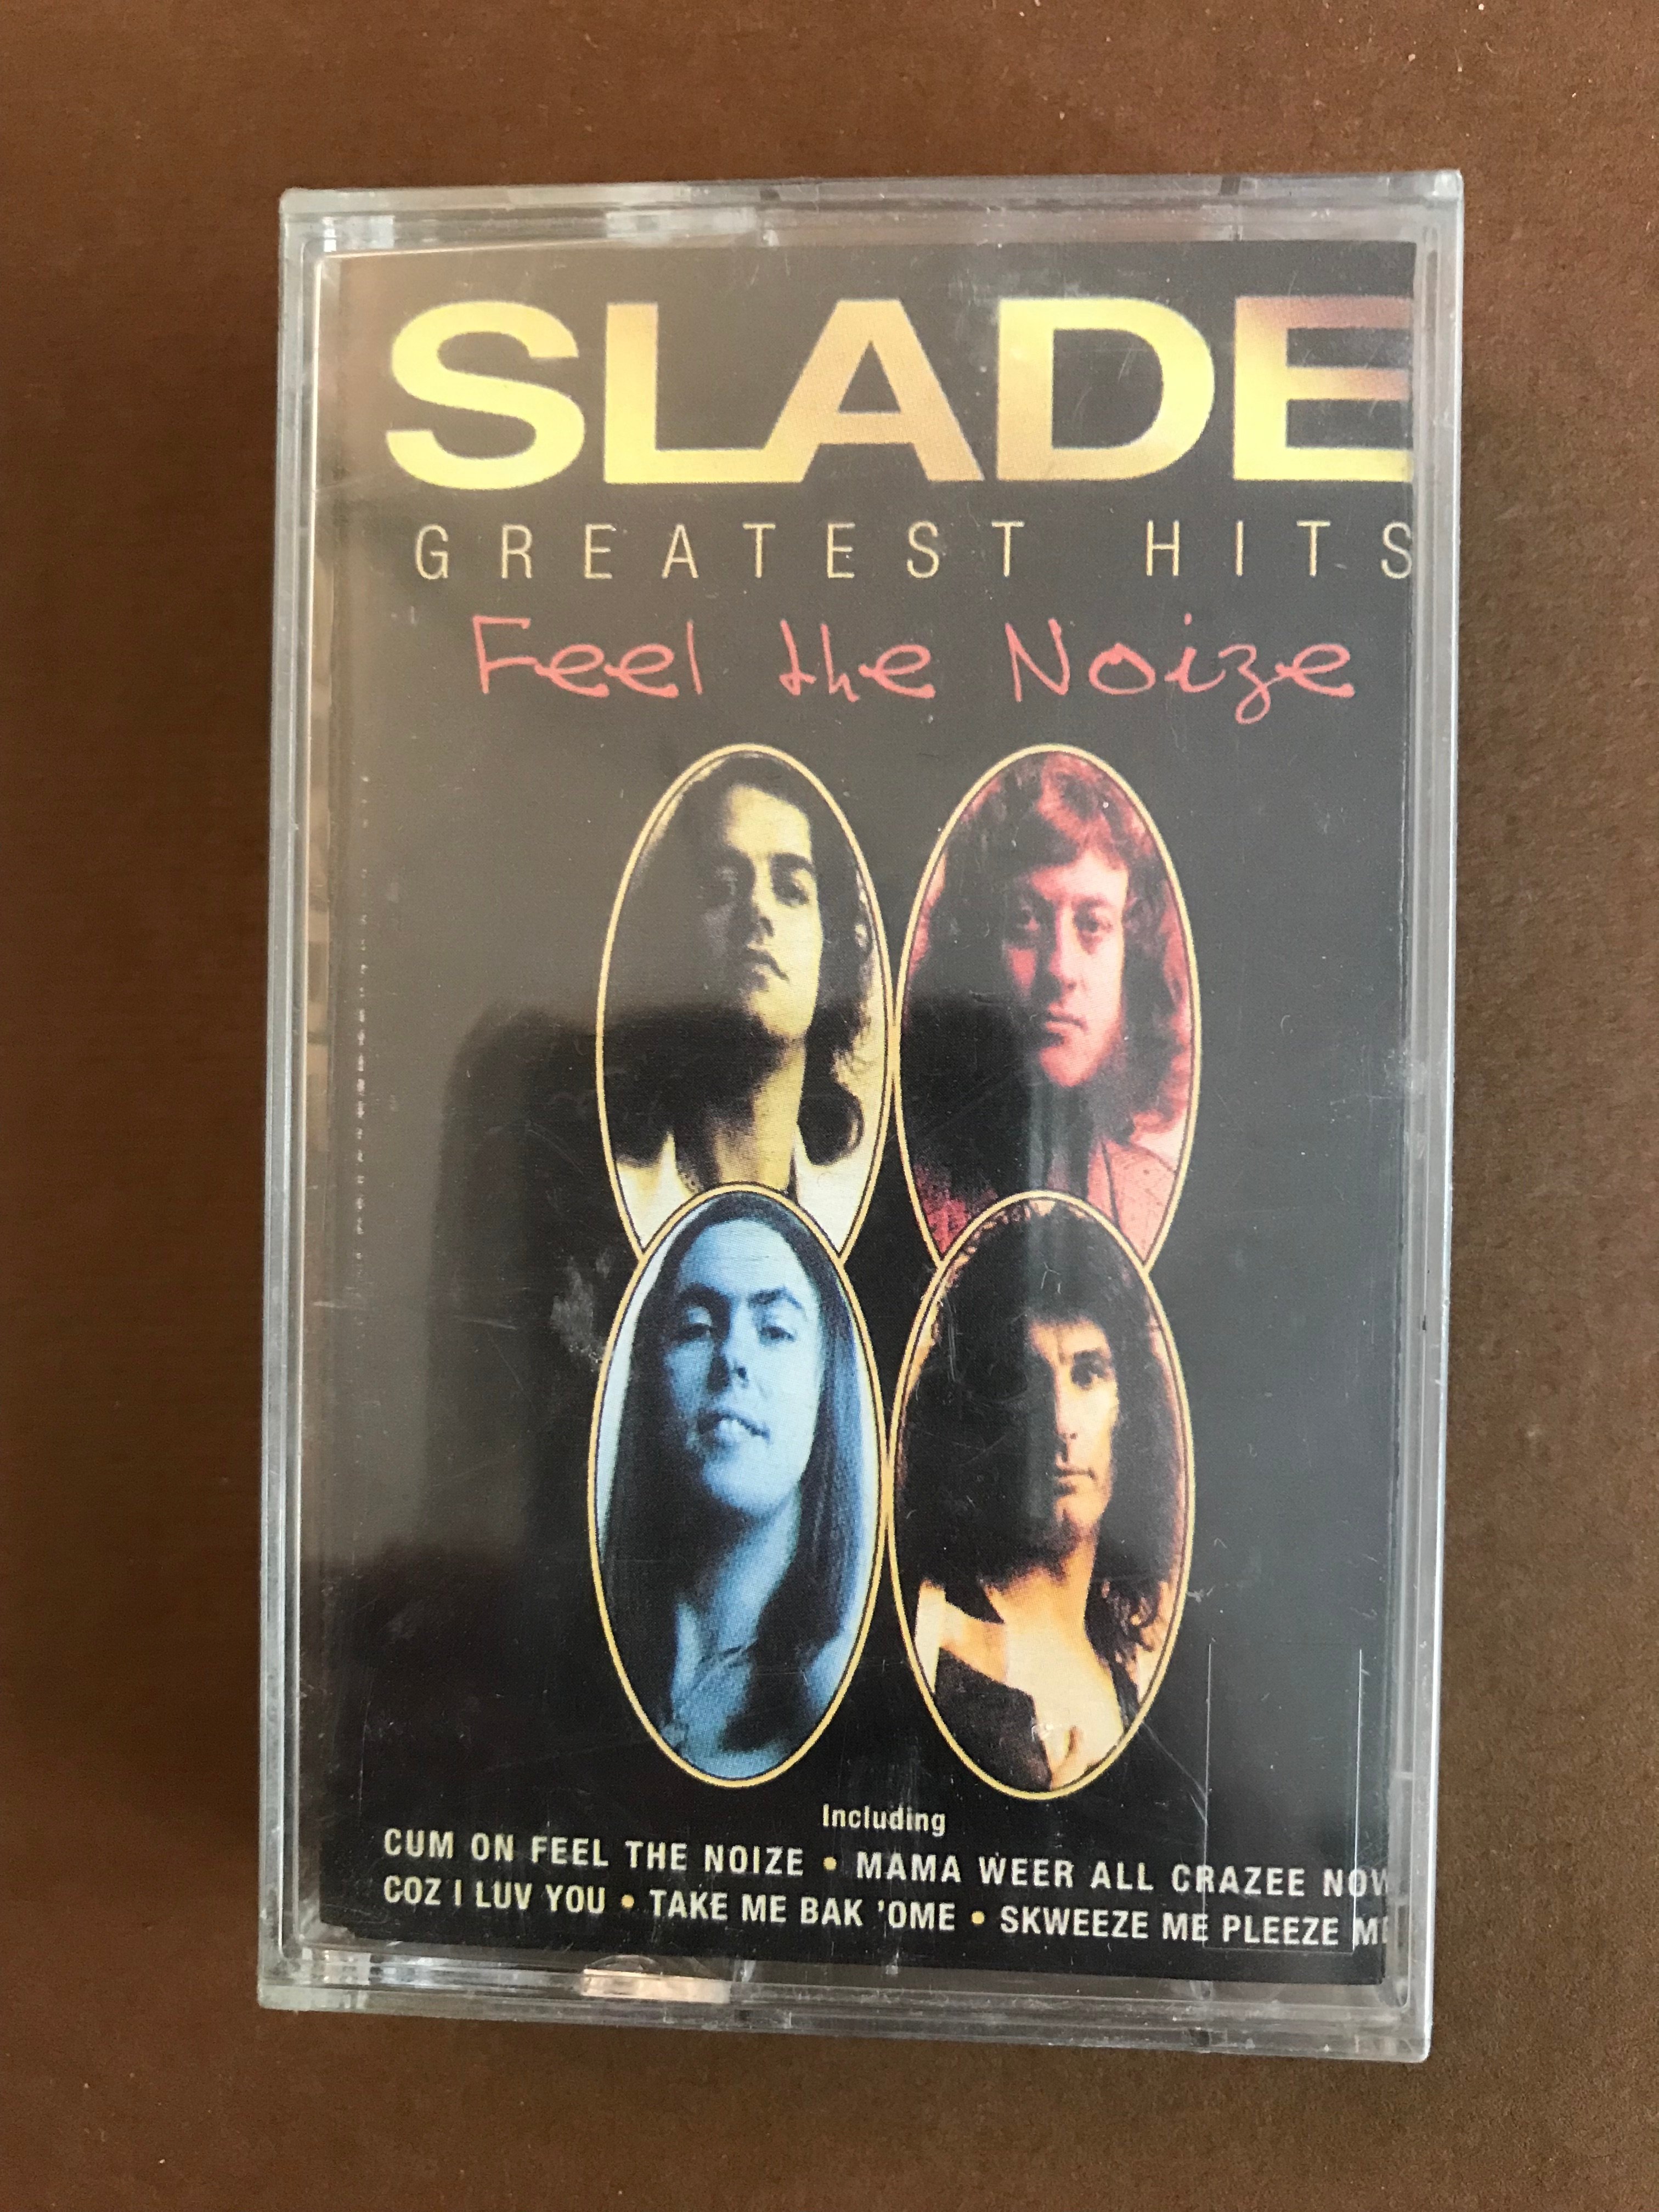 SLADE
GREATEST HITS
Feel the Noize
Including
CUM ON FEEL THE NOIZE • MAMA WEER ALL CRAZEE NOW
COZ I LUV YOU • TAKE ME BAK 'OME • SKWEEZE ME PLEEZE ME